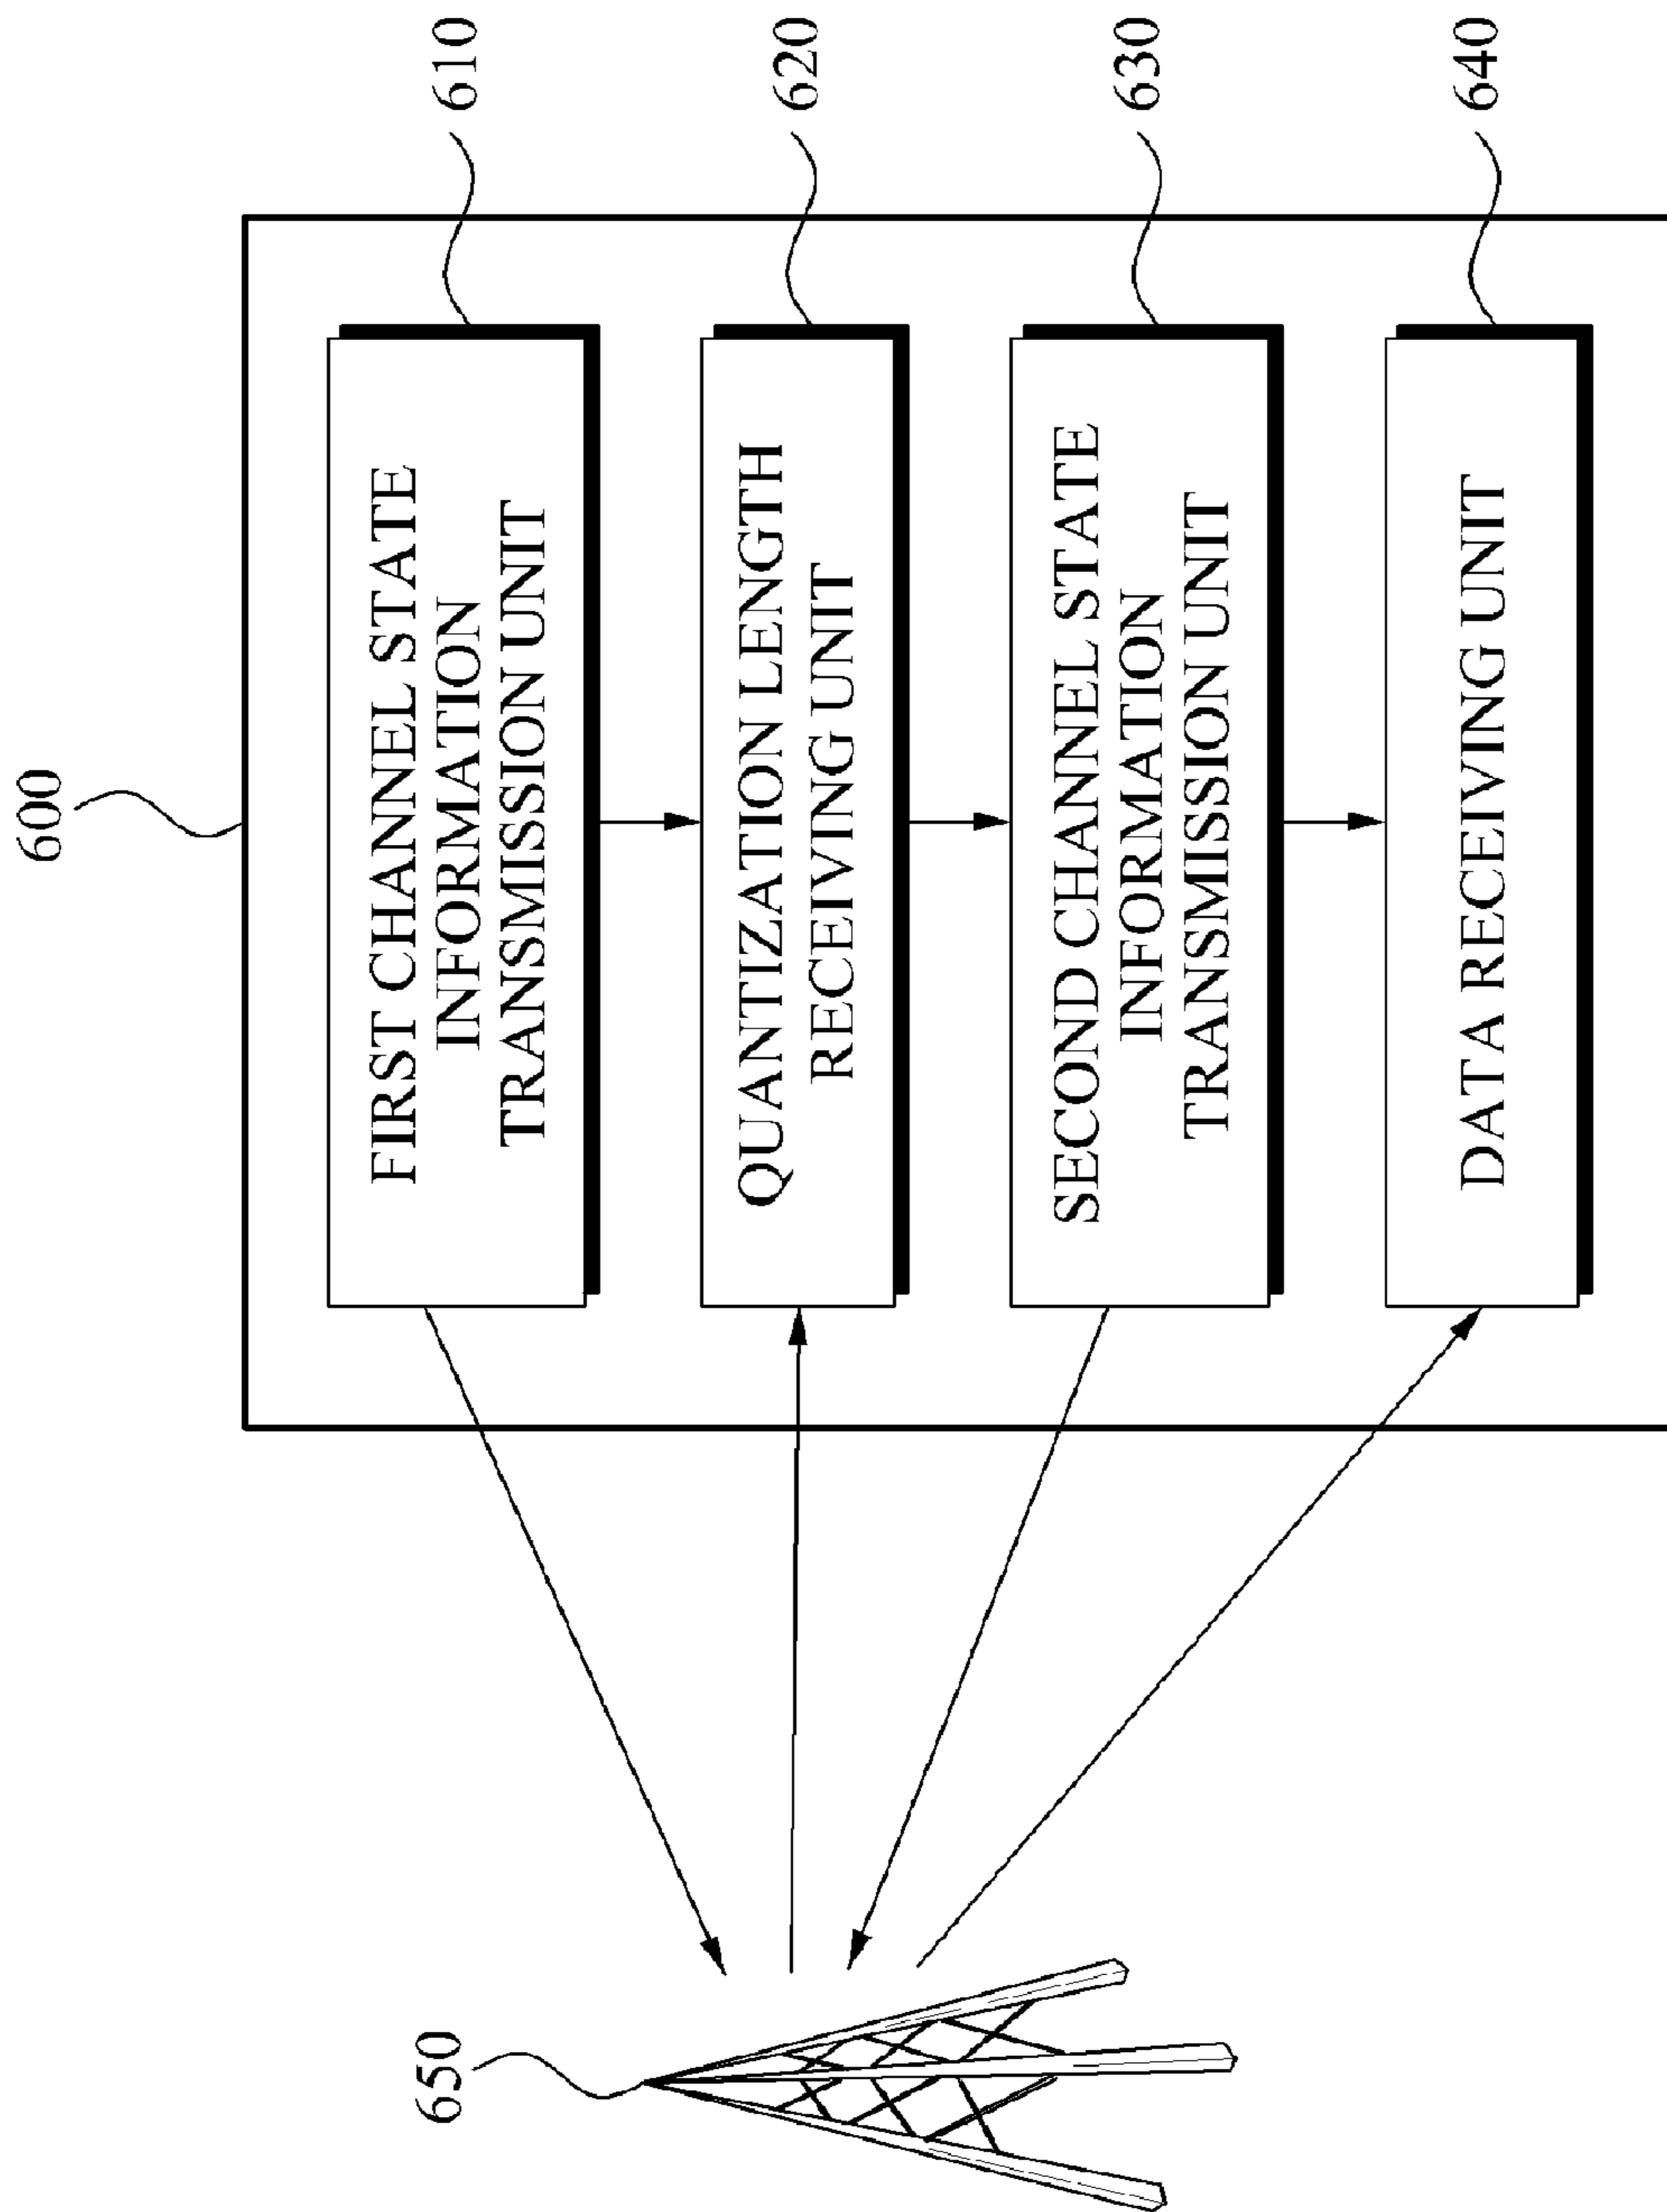 600
FIRST CHANNEL STATE
INFORMATION
TRANSMISSION UNIT
610
QUANTIZATION LENGTH
RECEIVING UNIT
620
SECOND CHANNEL STATE
INFORMATION
TRANSMISSION UNIT
630
DATA RECEIVING UNIT
640
650